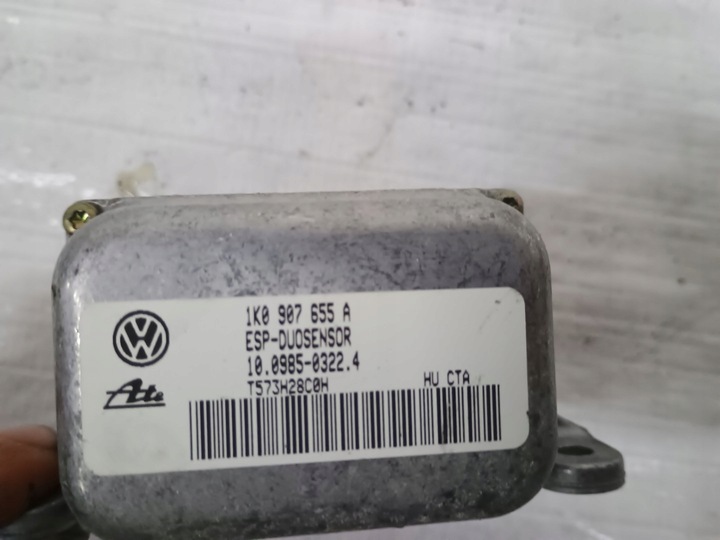 1K0 907 655 A
ESP-DUOSENSOR
10.0985-0322.4
T573H28C0H HU CTA
Ate